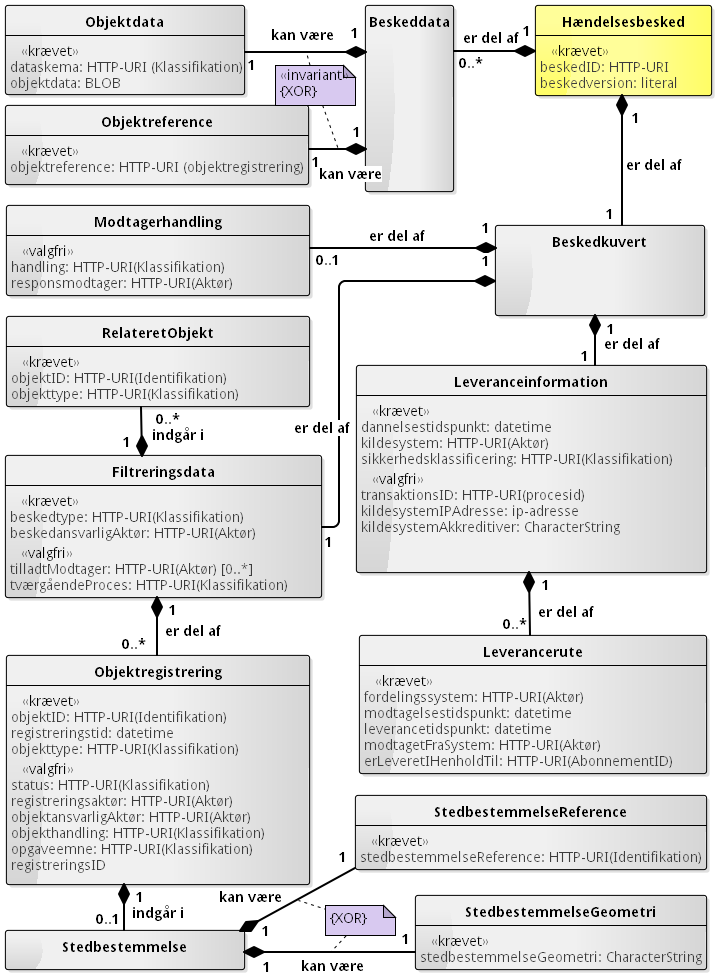 Objektdata
«krævet»
dataskema: HTTP-URI (Klassifikation)
objektdata: BLOB
kan være
1
1
«invariant»
{XOR}
Beskeddata
er del af
1
0..*
Hændelsesbesked
«krævet»
beskedID: HTTP-URI
beskedversion: literal
Objektreference
«krævet»
objektreference: HTTP-URI (objektregistrering)
1
1
kan være
1
er del af
1
Modtagerhandling
«valgfri»
handling: HTTP-URI(Klassifikation)
responsmodtager: HTTP-URI(Aktør)
er del af
1
0..1
1
Beskedkuvert
RelateretObjekt
«krævet»
objektID: HTTP-URI(Identifikation)
objekttype: HTTP-URI(Klassifikation)
1
er del af
1
Leveranceinformation
«krævet»
dannelsestidspunkt: datetime
kildesystem: HTTP-URI(Aktør)
sikkerhedsklassificering: HTTP-URI(Klassifikation)
«valgfri»
transaktionsID: HTTP-URI(procesid)
kildesystemIPAdresse: ip-adresse
kildesystemAkkreditiver: CharacterString
0..*
1
indgår i
er del af
Filtreringsdata
«krævet»
beskedtype: HTTP-URI(Klassifikation)
beskedansvarligAktør: HTTP-URI(Aktør)
«valgfri»
tilladtModtager: HTTP-URI(Aktør) [0..*]
tværgåendeProces: HTTP-URI(Klassifikation)
1
1
er del af
0..*
1
er del af
0..*
Objektregistrering
«krævet»
objektID: HTTP-URI(Identifikation)
registreringstid: datetime
objekttype: HTTP-URI(Klassifikation)
«valgfri»
status: HTTP-URI(Klassifikation)
registreringsaktør: HTTP-URI(Aktør)
objektansvarligAktør: HTTP-URI(Aktør)
objekthandling: HTTP-URI(Klassifikation)
opgaveemne: HTTP-URI(Klassifikation)
registreringsID
Leverancerute
«krævet»
fordelingssystem: HTTP-URI(Aktør)
modtagelsestidspunkt: datetime
leverancetidspunkt: datetime
modtagetFraSystem: HTTP-URI(Aktør)
erLeveretIHenholdTil: HTTP-URI(AbonnementID)
StedbestemmelseReference
«krævet»
stedbestemmelseReference: HTTP-URI(Identifikation)
1
1
kan være
1
indgår i
0..1
{XOR}
Stedbestemmelse
1
kan være
1
StedbestemmelseGeometri
«krævet»
stedbestemmelseGeometri: CharacterString